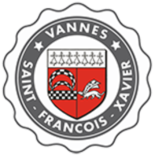 VANNES
SAINT - FRANCOIS - XAVIER